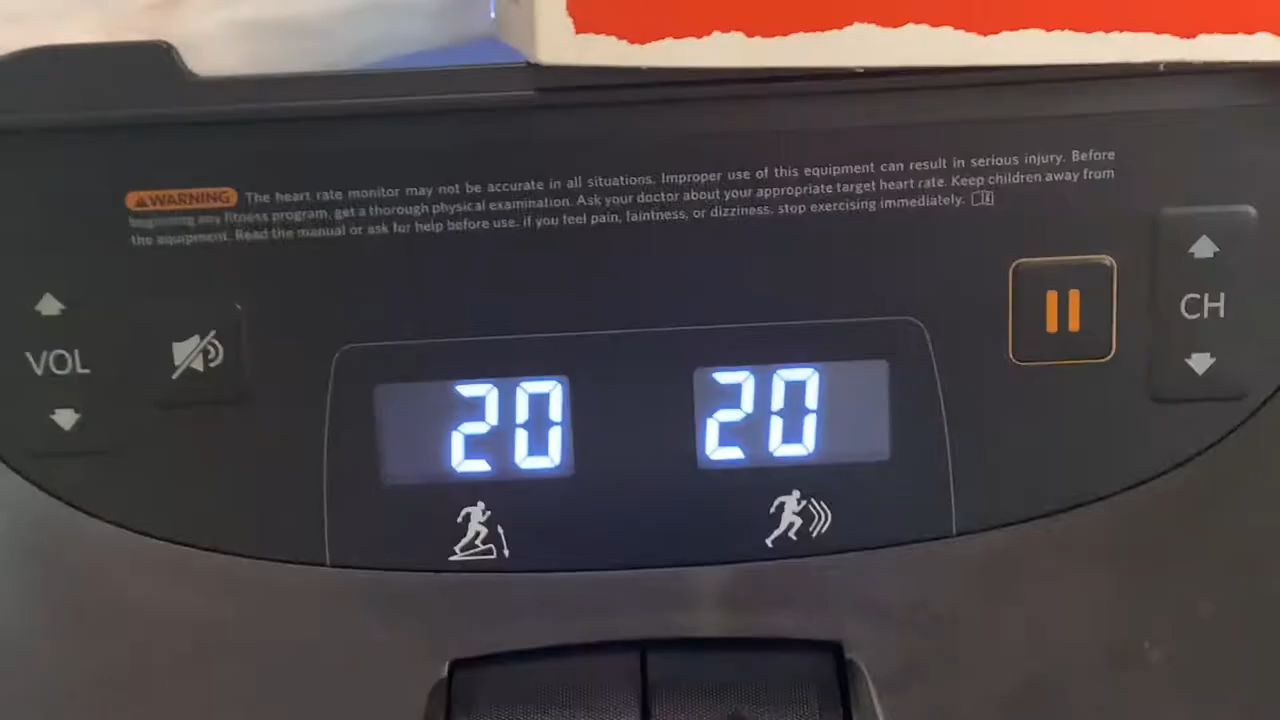 WARNING The heart rate monitor may not be accurate in all situations. Improper use of this equipment can result in serious injury. Before
beginning any fitness program, get a thorough physical examination. Ask your doctor about your appropriate target heart rate. Keep children away from
the equipment. Read the manual or ask for help before use. if you feel pain, faintness, or dizziness, stop exercising immediately.
VOL
CH
20
20